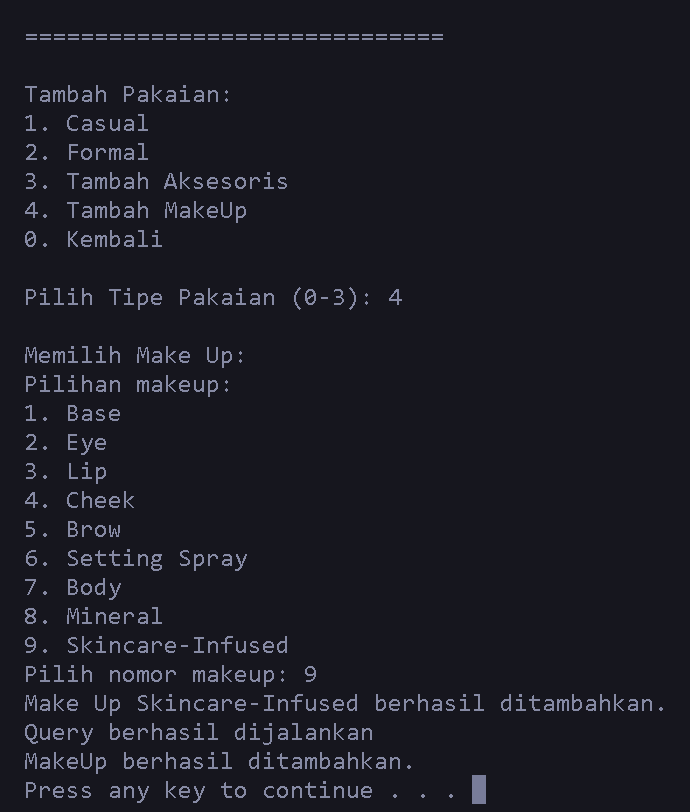 ==============================
Tambah Pakaian:
1. Casual
2. Formal
3. Tambah Aksesoris
4. Tambah MakeUp
0. Kembali
Pilih Tipe Pakaian (0-3): 4
Memilih Make Up:
Pilihan makeup:
1. Base
2. Eye
3. Lip
4. Cheek
5. Brow
6. Setting Spray
7. Body
8. Mineral
9. Skincare-Infused
Pilih nomor makeup: 9
Make Up Skincare-Infused berhasil ditambahkan.
Query berhasil dijalankan
MakeUp berhasil ditambahkan.
Press any key to continue . . .